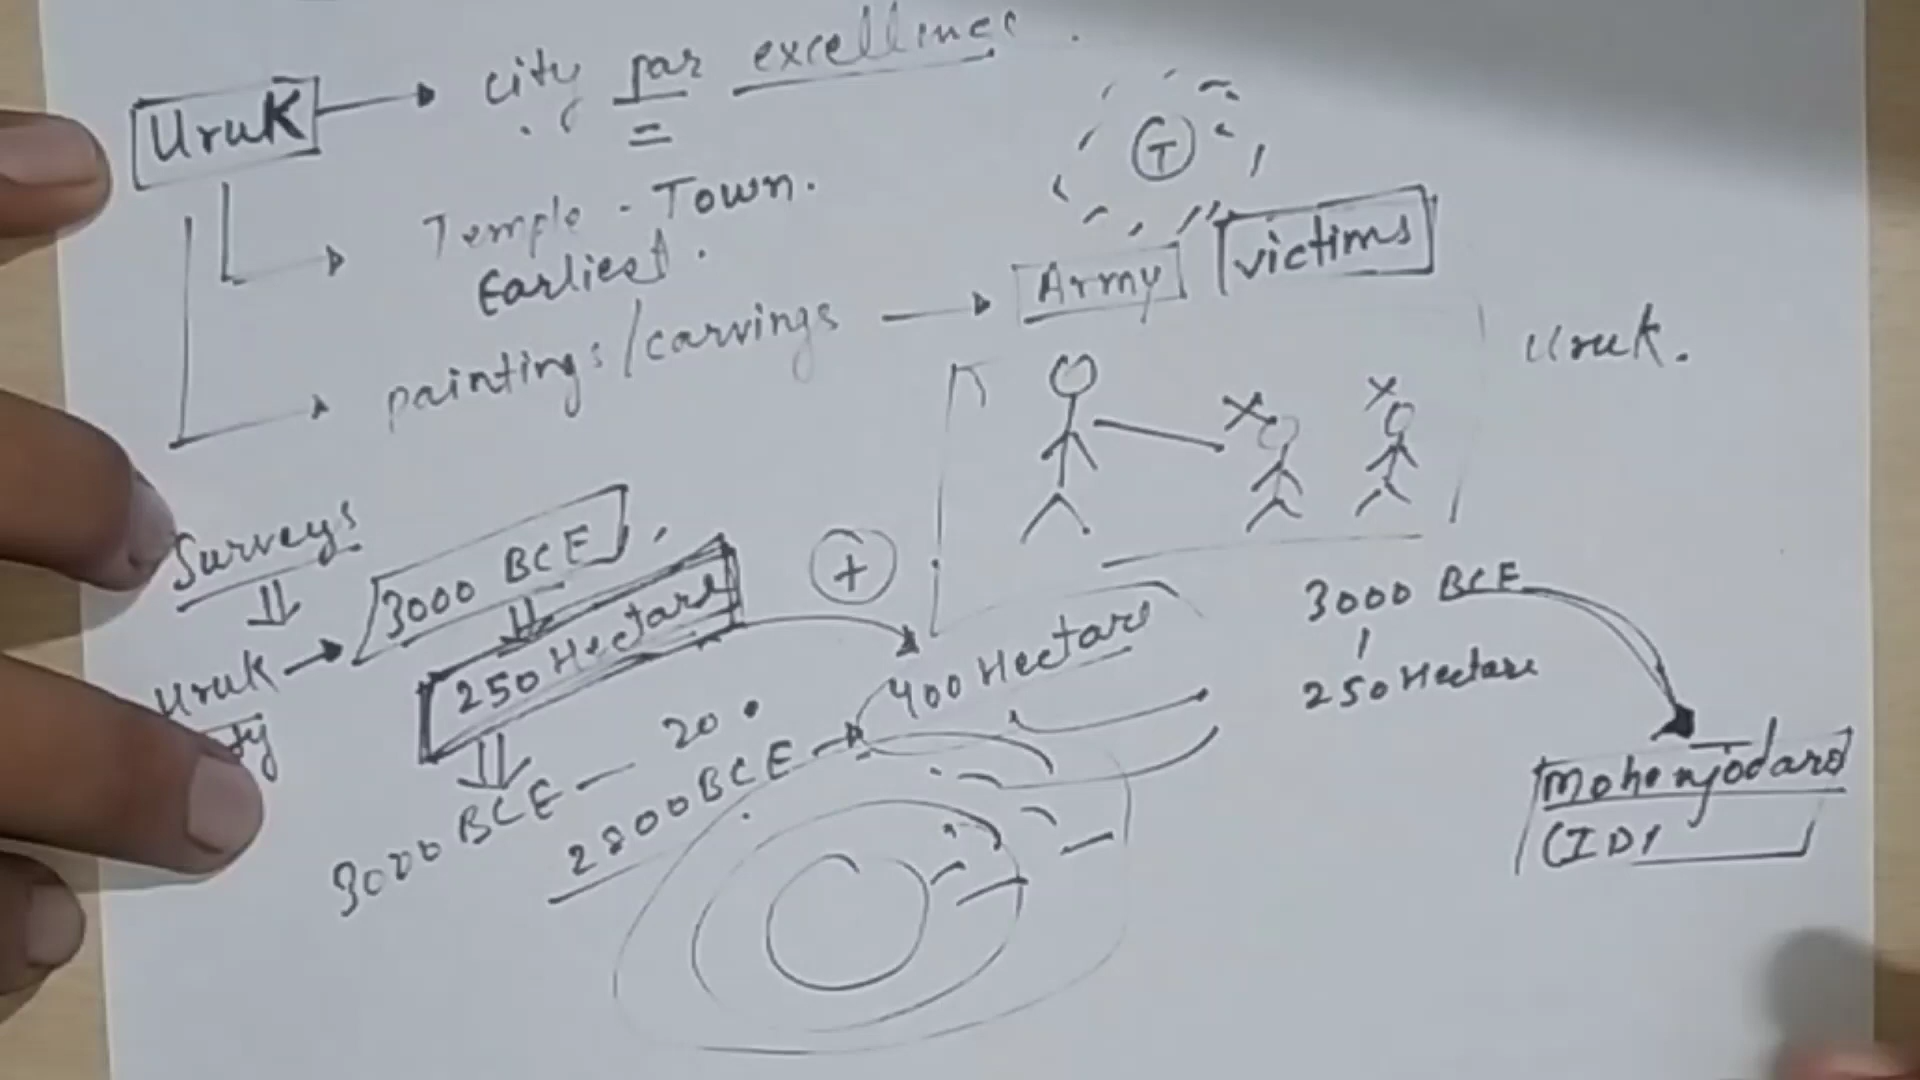 Uruk → city par excellence.
T
Temple - Town.
Earliest.
Army victims
paintings/carvings →
Uruk.
Surveys
3000 BCE,
+
Uruk →
250 Hectare
400 Hectare
3000 BCE
250 Hectare
3000 BCE — 20
2800 BCE →
Mohenjodaro